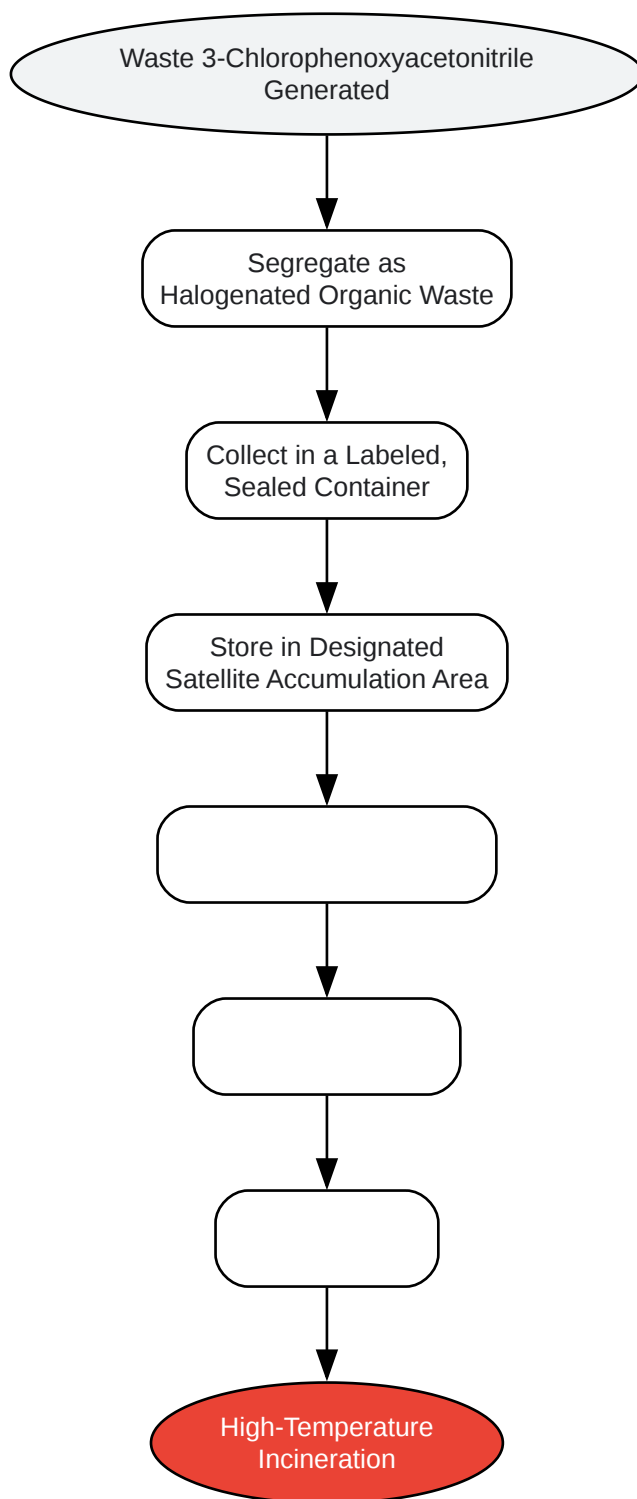 Waste 3-Chlorophenoxyacetonitrile
Generated
Segregate as
Halogenated Organic Waste
Collect in a Labeled,
Sealed Container
Store in Designated
Satellite Accumulation Area
High-Temperature
Incineration